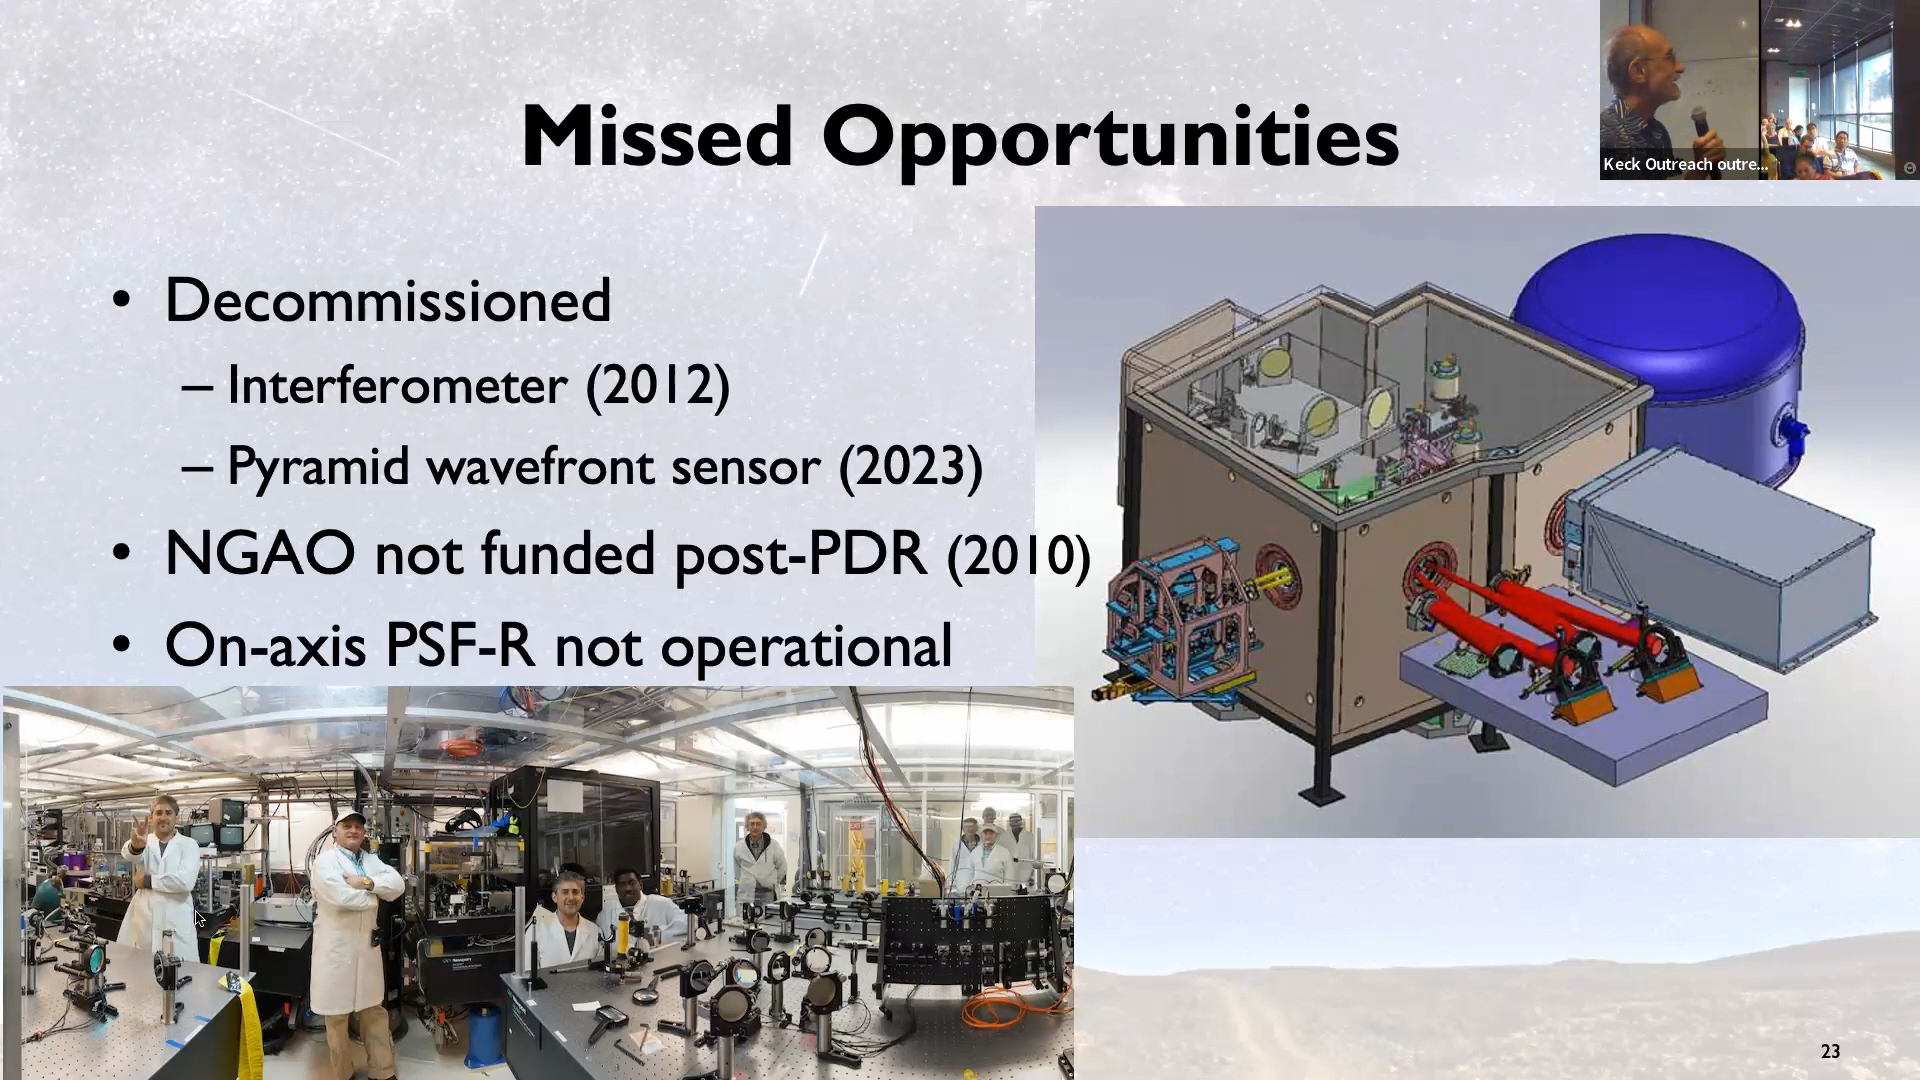 Missed Opportunities
Keck Outreach outre...
• Decommissioned
– Interferometer (2012)
– Pyramid wavefront sensor (2023)
• NGAO not funded post-PDR (2010)
• On-axis PSF-R not operational
Newport
23